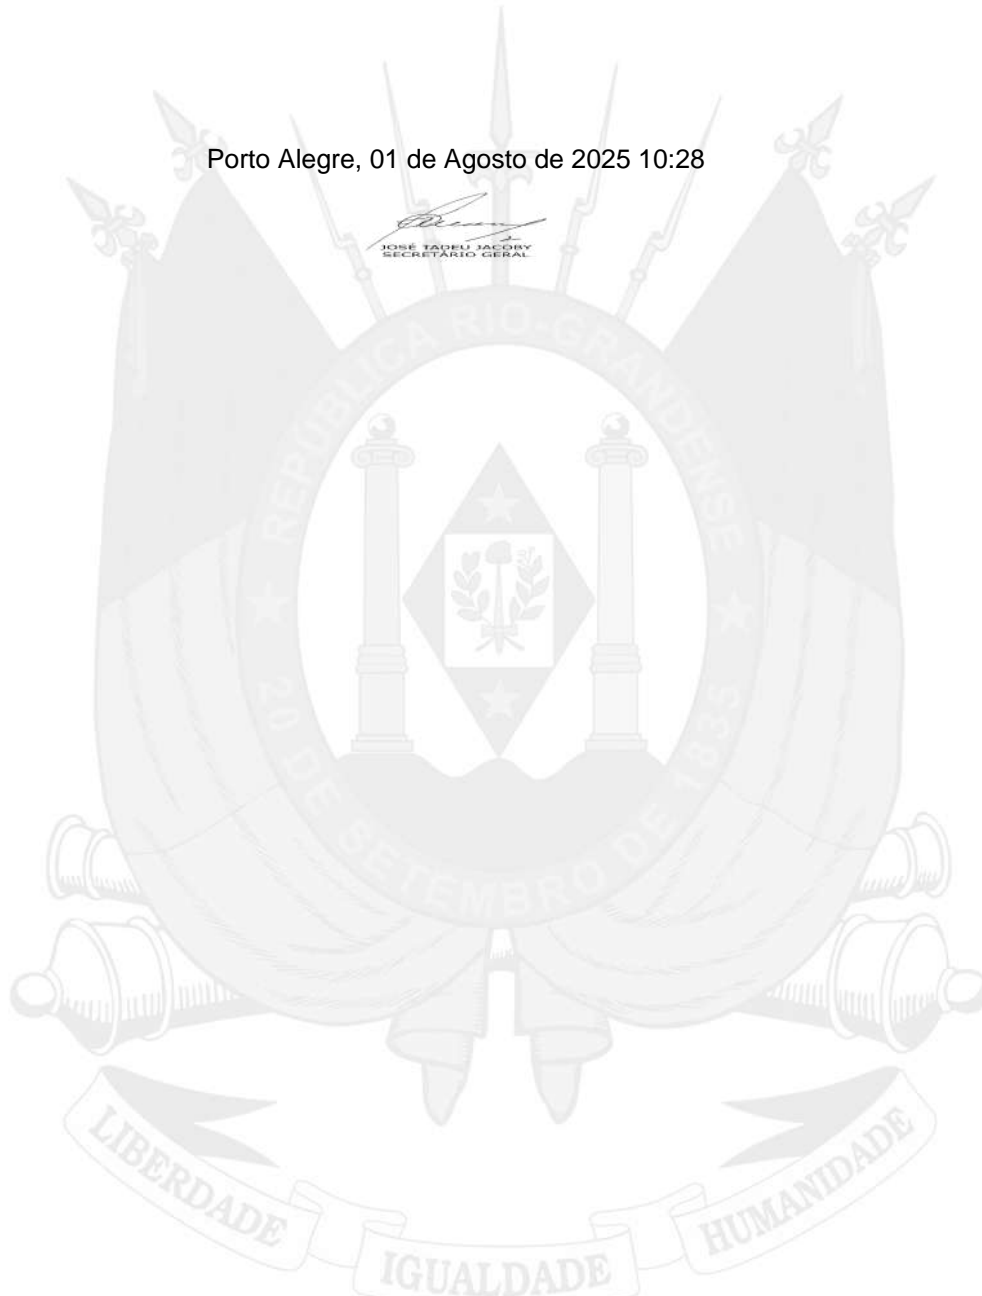 Porto Alegre, 01 de Agosto de 2025 10:28
JOSÉ TADEU JACOBY
SECRETÁRIO GERAL
REPÚBLICA RIO-GRANDENSE
20 DE SETEMBRO DE 1835
LIBERDADE
IGUALDADE
HUMANIDADE